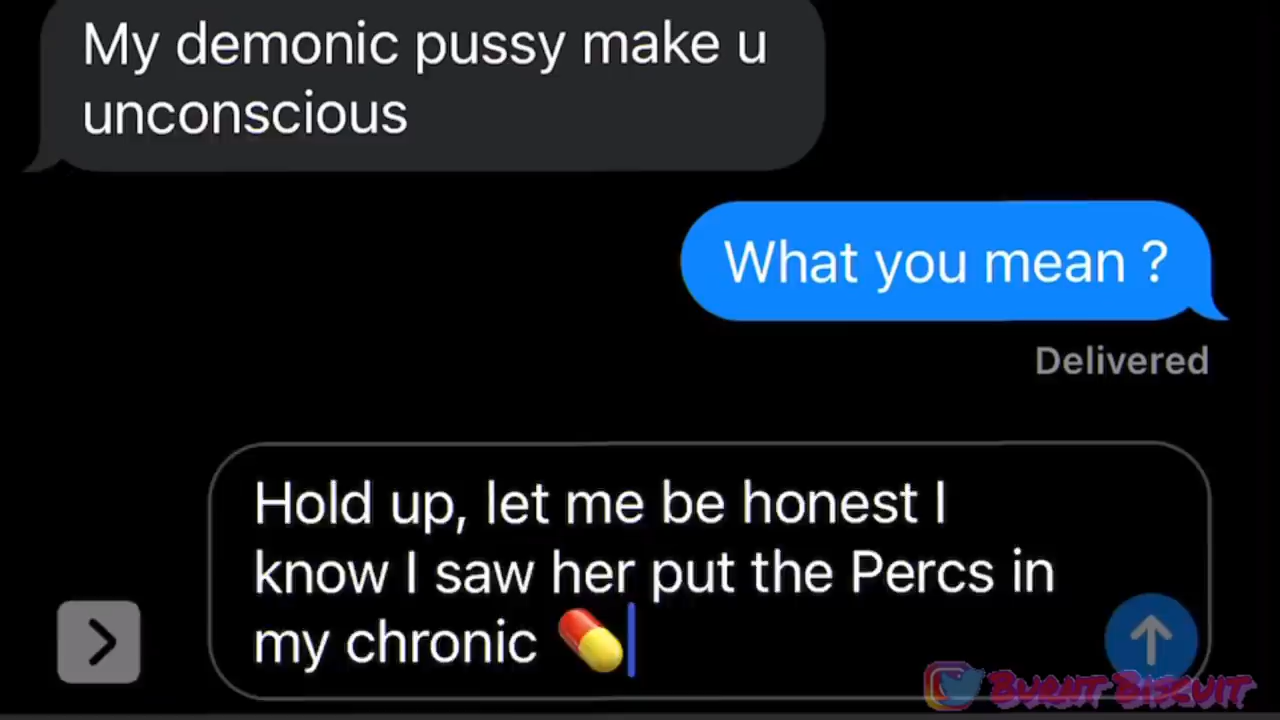 My demonic pussy make u
unconscious
What you mean ?
Delivered
Hold up, let me be honest I
know I saw her put the Percs in
my chronic 💊
BURNT BISCUIT